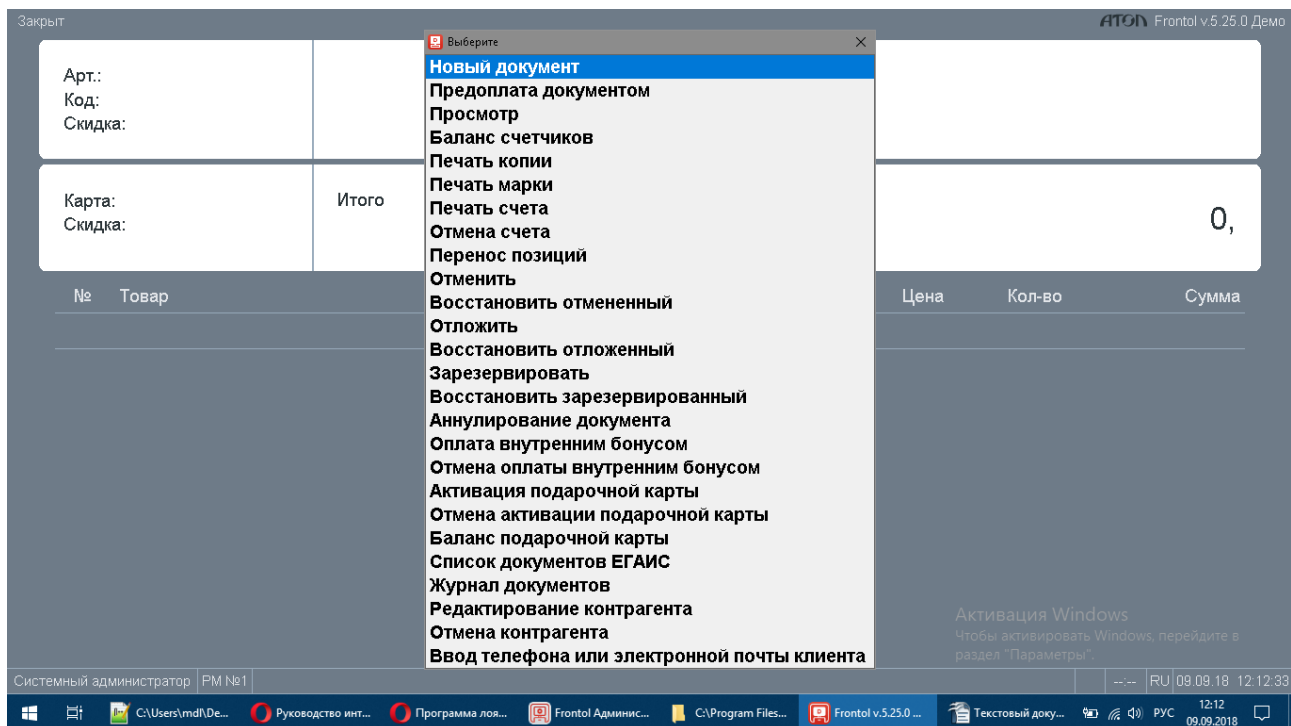 Закрыт
ATOL Frontol v.5.25.0 Демо
Выберите
Арт.:
Код:
Скидка:
Карта:
Скидка:
Итого
0,
№ Товар Цена Кол-во Сумма
Новый документ
Предоплата документом
Просмотр
Баланс счетчиков
Печать копии
Печать марки
Печать счета
Отмена счета
Перенос позиций
Отменить
Восстановить отмененный
Отложить
Восстановить отложенный
Зарезервировать
Восстановить зарезервированный
Аннулирование документа
Оплата внутренним бонусом
Отмена оплаты внутренним бонусом
Активация подарочной карты
Отмена активации подарочной карты
Баланс подарочной карты
Список документов ЕГАИС
Журнал документов
Редактирование контрагента
Отмена контрагента
Ввод телефона или электронной почты клиента
Активация Windows
Чтобы активировать Windows, перейдите в
раздел "Параметры".
Системный администратор РМ №1 --:-- RU 09.09.18 12:12:33
C:\Users\mdl\De... Руководство инт... Программа лоя... Frontol Админис... C:\Program Files... Frontol v.5.25.0 ... Текстовый доку... РУС 12:12
09.09.2018